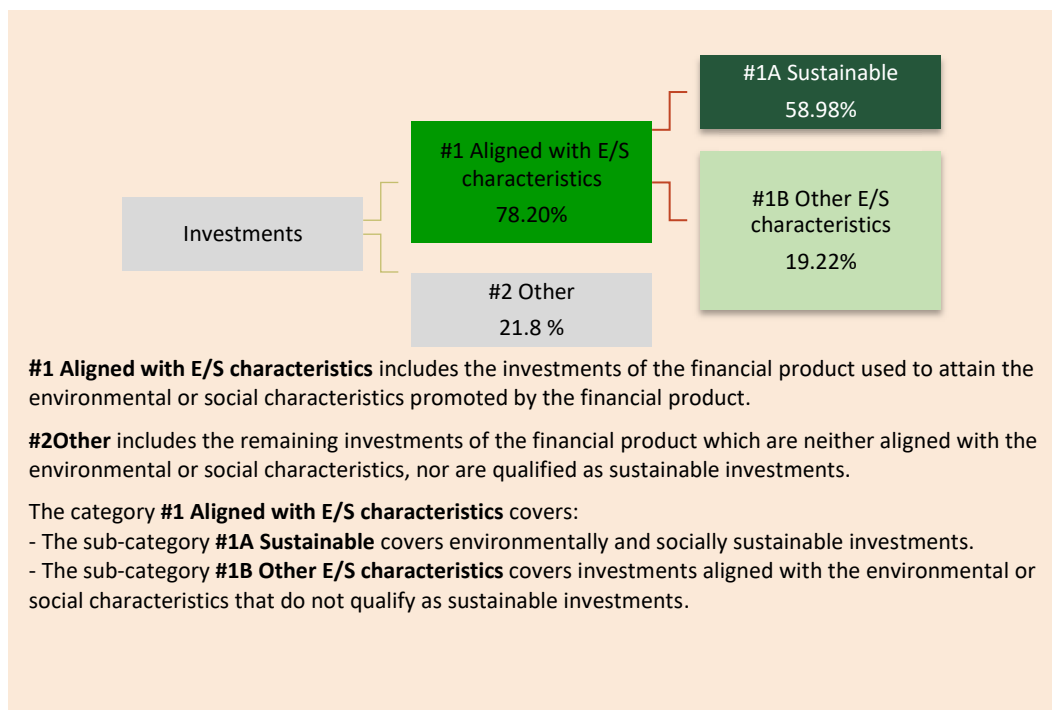 #1A Sustainable
58.98%
#1 Aligned with E/S
characteristics
78.20%
#1B Other E/S
characteristics
19.22%
Investments
#2 Other
21.8 %
#1 Aligned with E/S characteristics includes the investments of the financial product used to attain the
environmental or social characteristics promoted by the financial product.
#2Other includes the remaining investments of the financial product which are neither aligned with the
environmental or social characteristics, nor are qualified as sustainable investments.
The category #1 Aligned with E/S characteristics covers:
- The sub-category #1A Sustainable covers environmentally and socially sustainable investments.
- The sub-category #1B Other E/S characteristics covers investments aligned with the environmental or
social characteristics that do not qualify as sustainable investments.